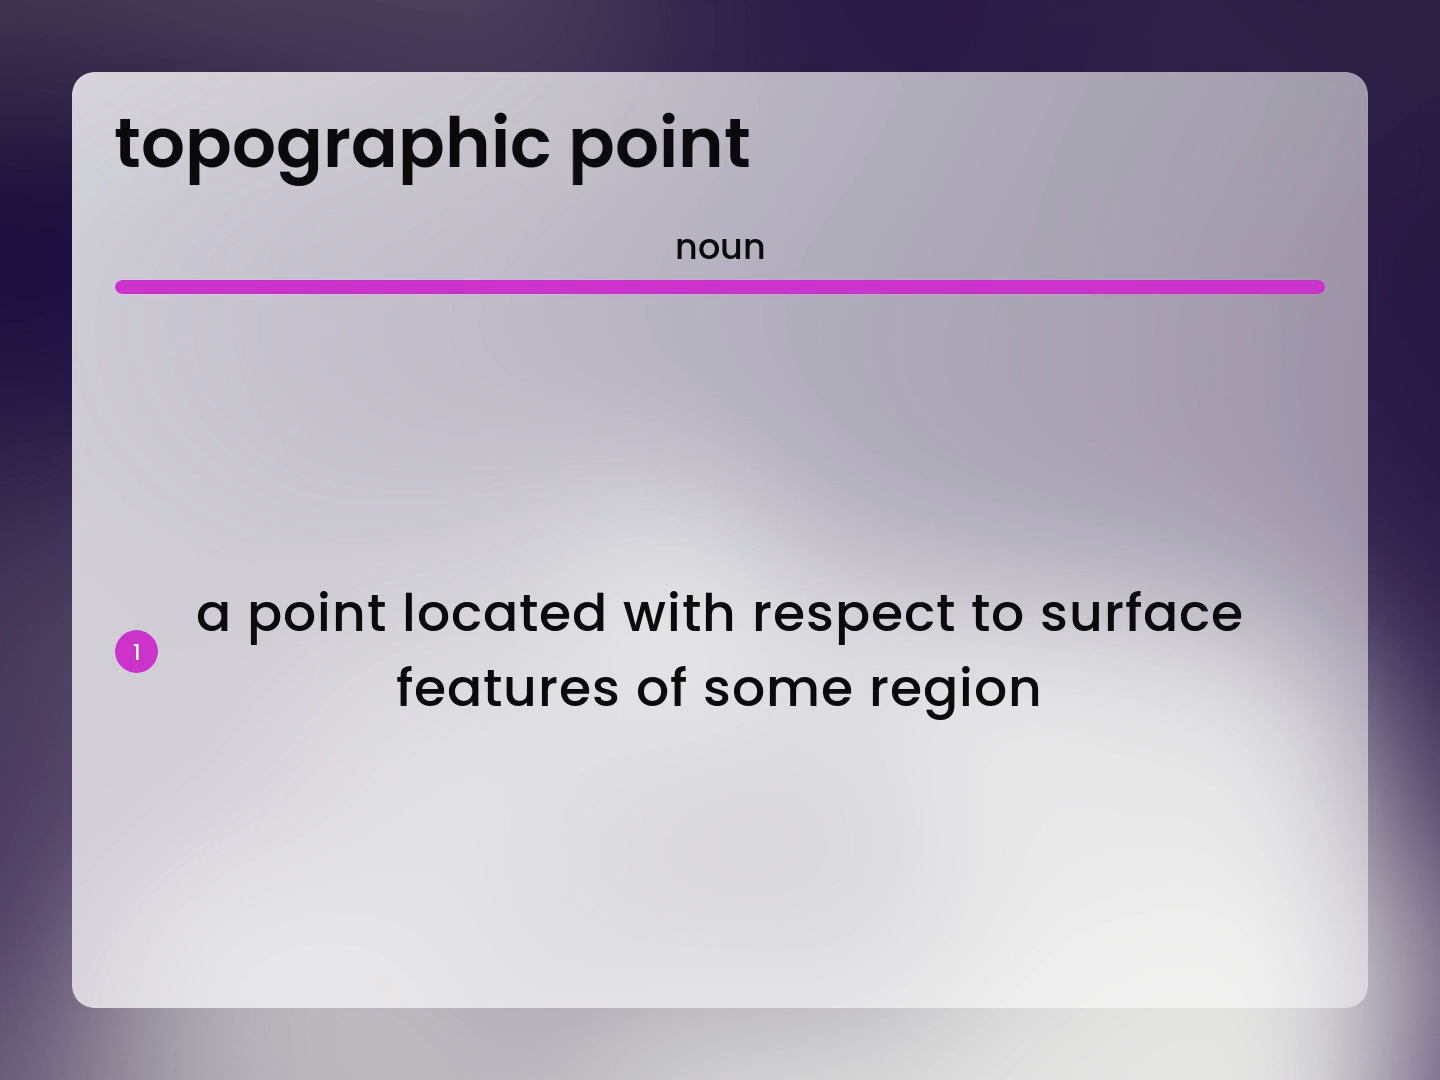 topographic point
noun
1
a point located with respect to surface
features of some region